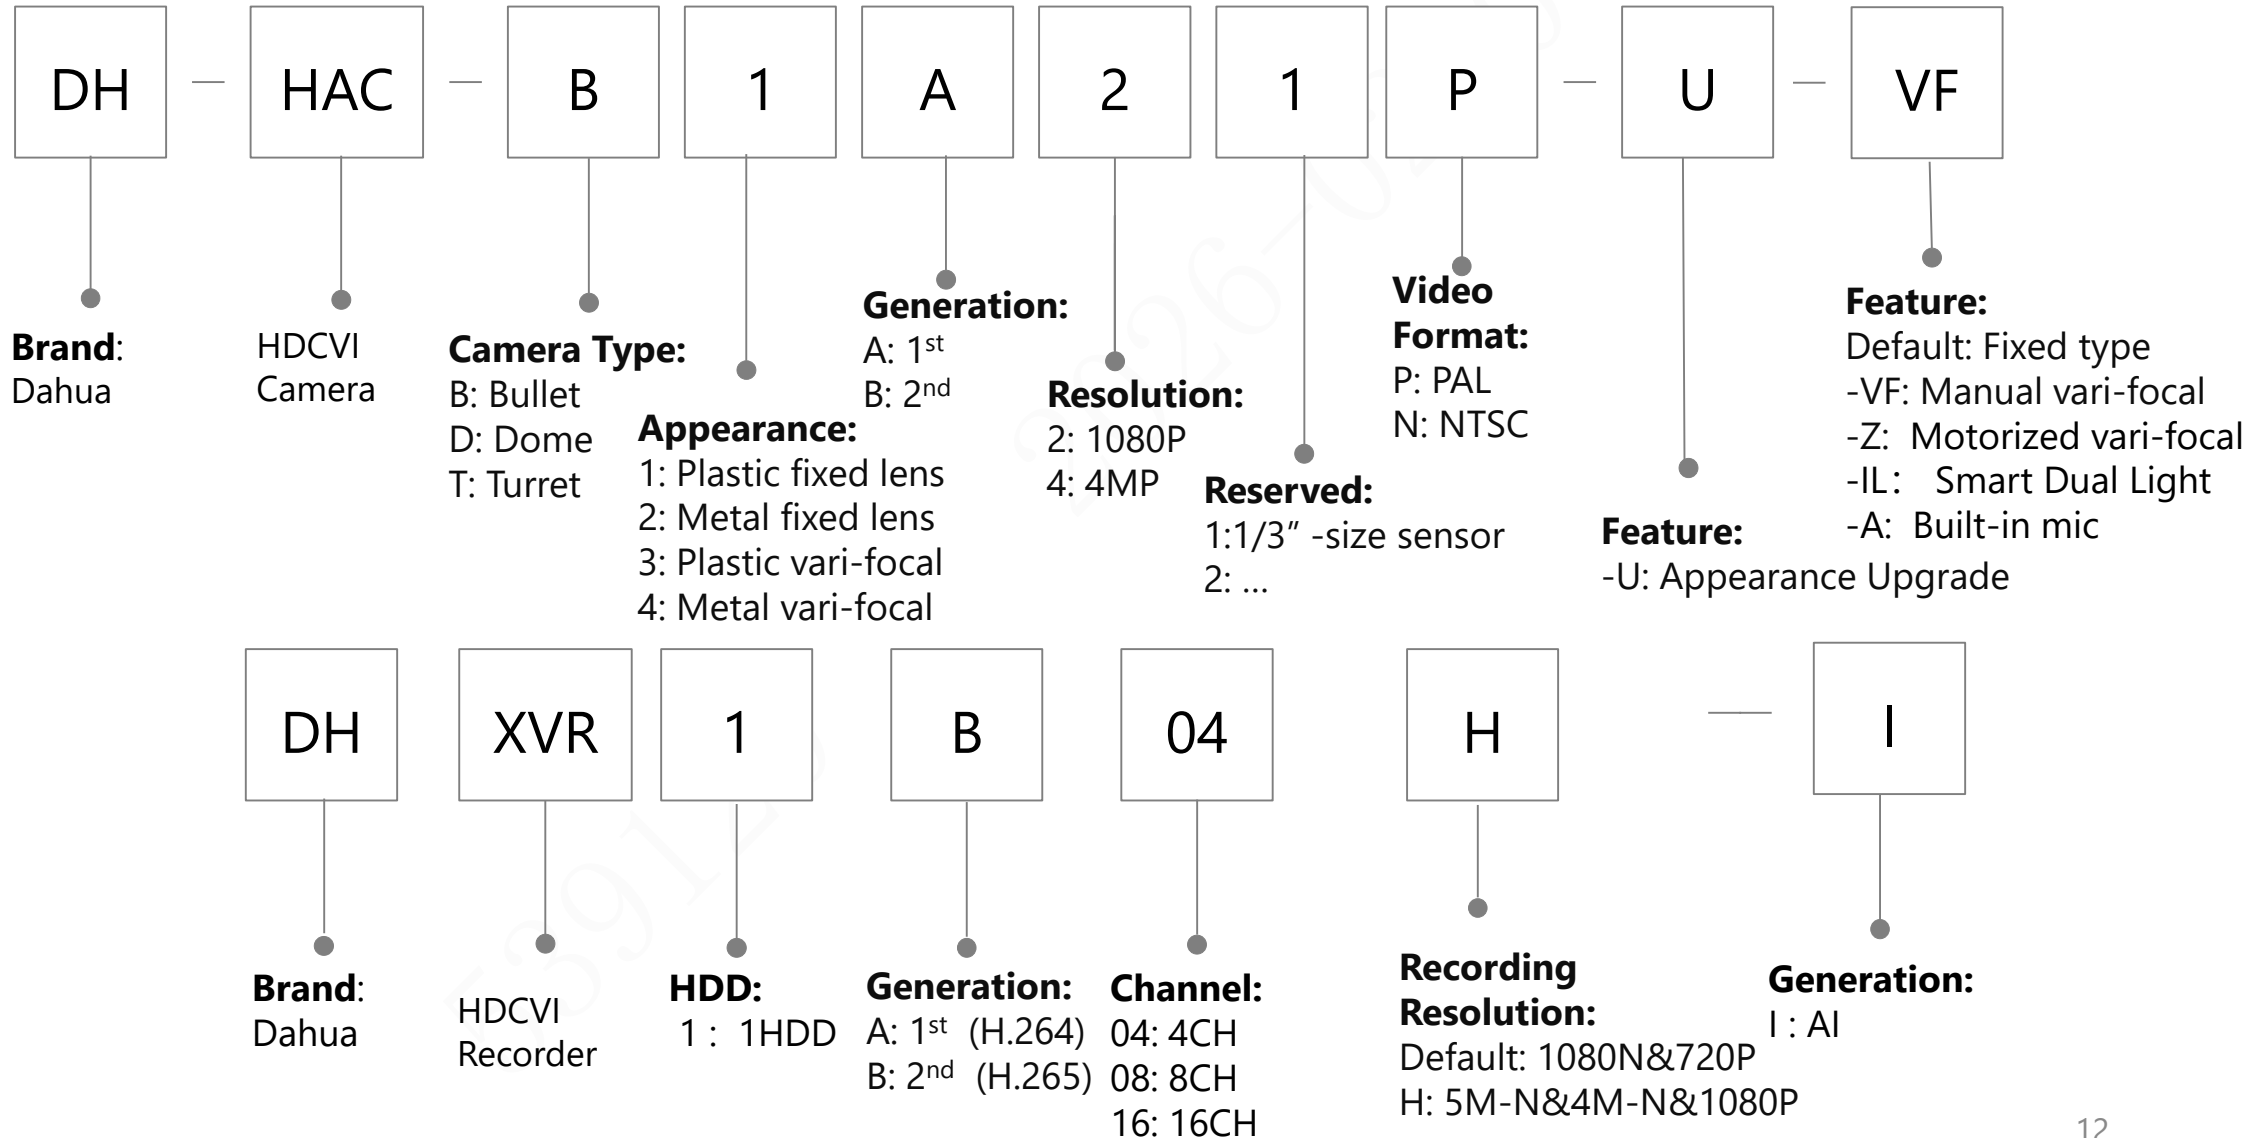 DH — HAC — B 1 A 2 1 P — U — VF
Brand:
Dahua
HDCVI
Camera
Camera Type:
B: Bullet
D: Dome
T: Turret
Appearance:
1: Plastic fixed lens
2: Metal fixed lens
3: Plastic vari-focal
4: Metal vari-focal
Generation:
A: 1st
B: 2nd
Resolution:
2: 1080P
4: 4MP
Reserved:
1:1/3″ -size sensor
2: ...
Video
Format:
P: PAL
N: NTSC
Feature:
-U: Appearance Upgrade
Feature:
Default: Fixed type
-VF: Manual vari-focal
-Z: Motorized vari-focal
-IL: Smart Dual Light
-A: Built-in mic
DH XVR 1 B 04 H — I
Brand:
Dahua
HDCVI
Recorder
HDD:
1 : 1HDD
Generation:
A: 1st (H.264)
B: 2nd (H.265)
Channel:
04: 4CH
08: 8CH
16: 16CH
Recording
Resolution:
Default: 1080N&720P
H: 5M-N&4M-N&1080P
Generation:
I : AI
12